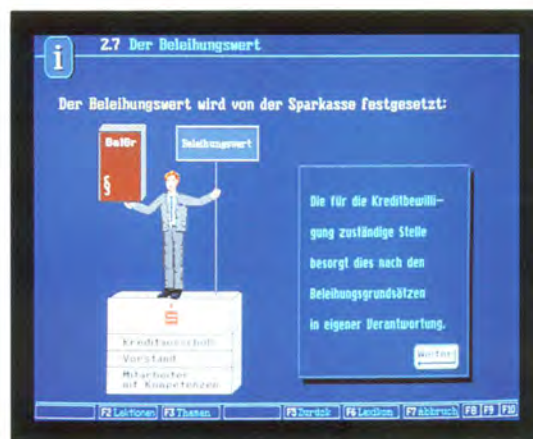 i
2.7 Der Beleihungswert
Der Beleihungswert wird von der Sparkasse festgesetzt:
BelGr
§
Beleihungswert
Die für die Kreditbewilli-
gung zuständige Stelle
besorgt dies nach den
Beleihungsgrundsätzen
in eigener Verantwortung.
Kreditausschuß
Vorstand
Mitarbeiter
mit Kompetenzen
Weiter
F2 Lektionen F3 Themen F5 Zurück F6 Lexikon F7 Abbruch F8 F9 F10